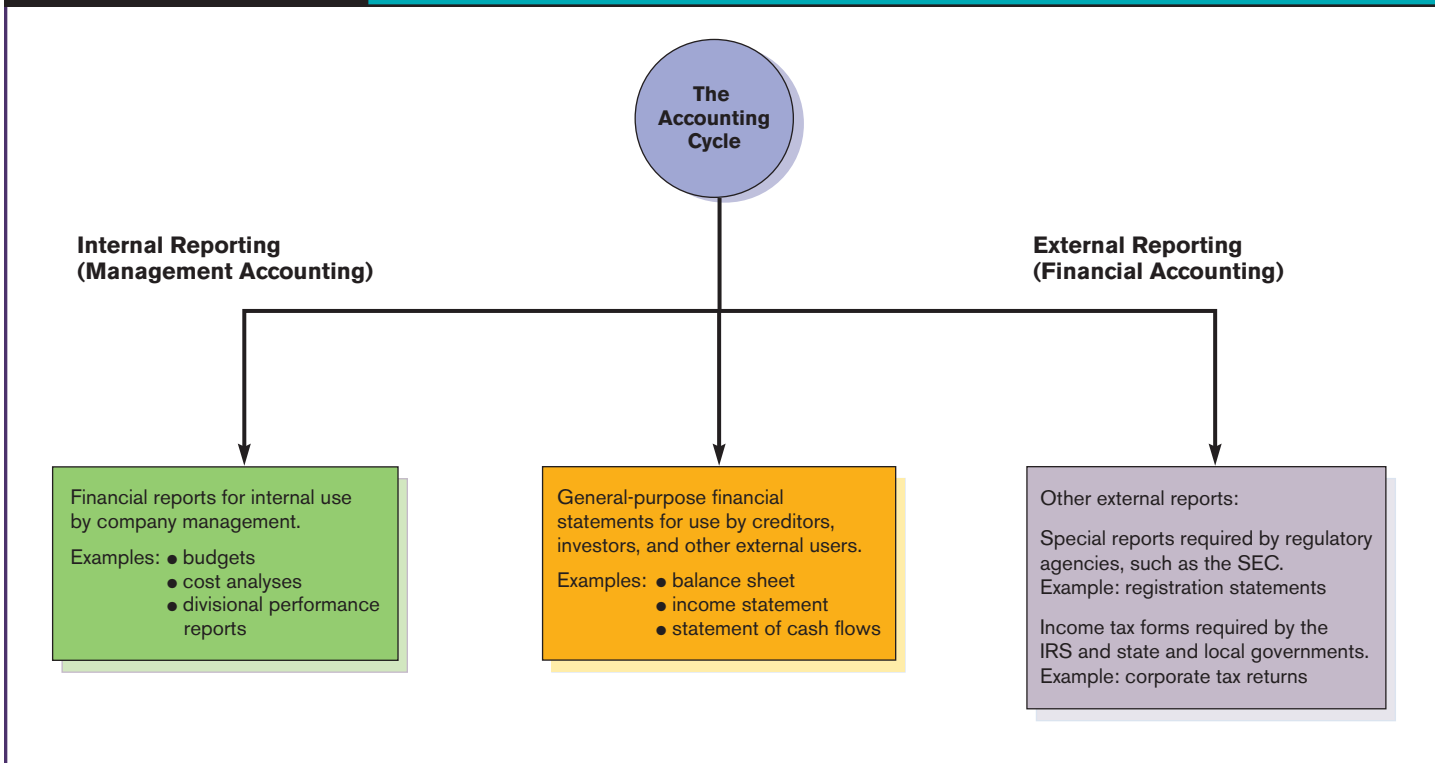 The
Accounting
Cycle
Internal Reporting
(Management Accounting)
External Reporting
(Financial Accounting)
Financial reports for internal use
by company management.
Examples: ● budgets
● cost analyses
● divisional performance
reports
General-purpose financial
statements for use by creditors,
investors, and other external users.
Examples: ● balance sheet
● income statement
● statement of cash flows
Other external reports:
Special reports required by regulatory
agencies, such as the SEC.
Example: registration statements
Income tax forms required by the
IRS and state and local governments.
Example: corporate tax returns